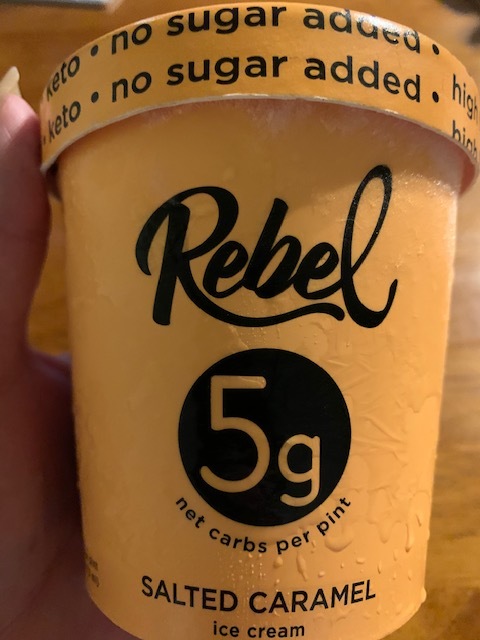 keto • no sugar added •
• keto • no sugar added • high
high
Rebel
5g
net carbs per pint
SALTED CARAMEL
ice cream